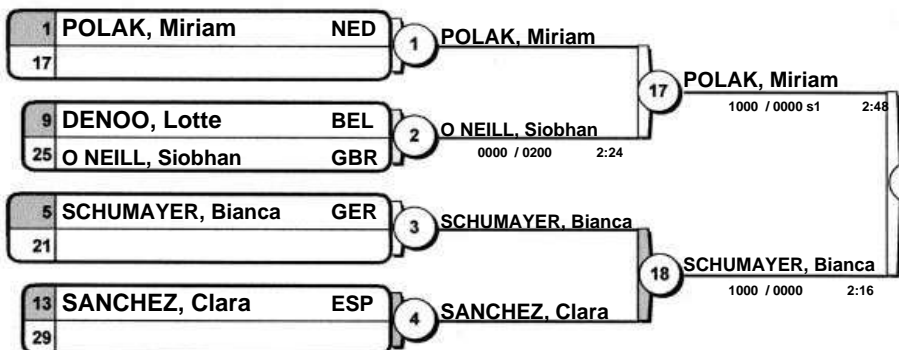 1 POLAK, Miriam NED
17
1 POLAK, Miriam
9 DENOO, Lotte BEL
25 O NEILL, Siobhan GBR
2 O NEILL, Siobhan
0000 / 0200 2:24
17 POLAK, Miriam
1000 / 0000 s1 2:48
5 SCHUMAYER, Bianca GER
21
3 SCHUMAYER, Bianca
13 SANCHEZ, Clara ESP
29
4 SANCHEZ, Clara
18 SCHUMAYER, Bianca
1000 / 0000 2:16